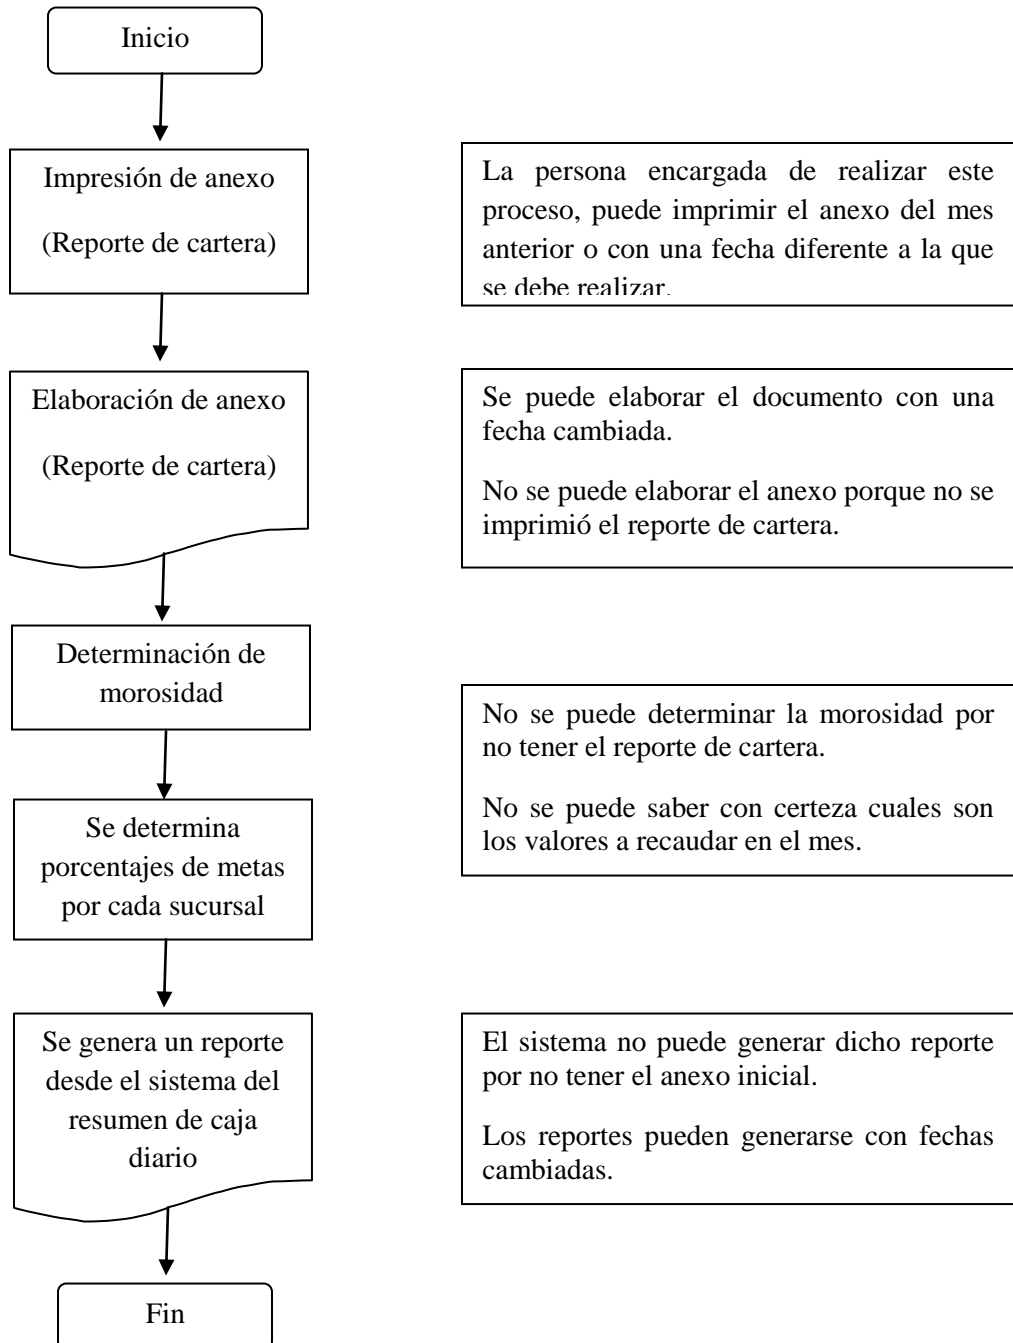 Inicio
Impresión de anexo
(Reporte de cartera)
La persona encargada de realizar este
proceso, puede imprimir el anexo del mes
anterior o con una fecha diferente a la que
se debe realizar.
Elaboración de anexo
(Reporte de cartera)
Se puede elaborar el documento con una
fecha cambiada.
No se puede elaborar el anexo porque no se
imprimió el reporte de cartera.
Determinación de
morosidad
No se puede determinar la morosidad por
no tener el reporte de cartera.
No se puede saber con certeza cuales son
los valores a recaudar en el mes.
Se determina
porcentajes de metas
por cada sucursal
Se genera un reporte
desde el sistema del
resumen de caja
diario
El sistema no puede generar dicho reporte
por no tener el anexo inicial.
Los reportes pueden generarse con fechas
cambiadas.
Fin